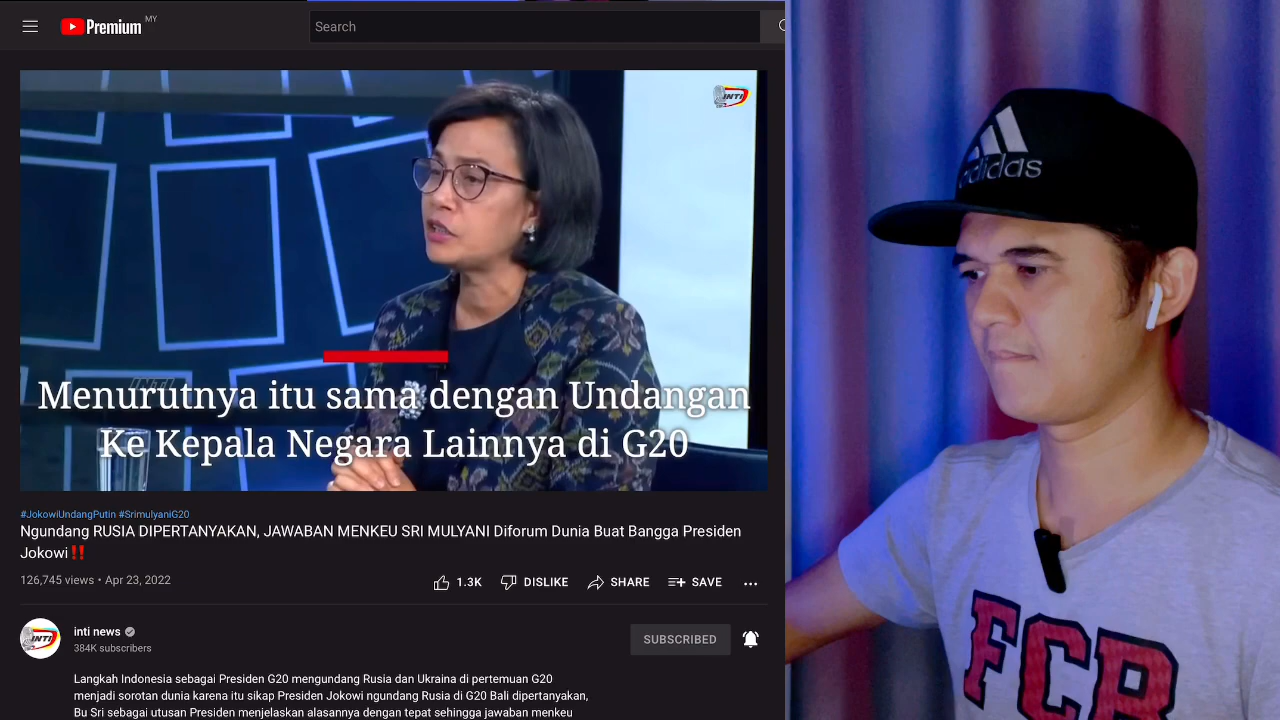 Premium MY
Search
INTI
Menurutnya itu sama dengan Undangan
Ke Kepala Negara Lainnya di G20
#JokowiUndangPutin #SrimulyaniG20
Ngundang RUSIA DIPERTANYAKAN, JAWABAN MENKEU SRI MULYANI Diforum Dunia Buat Bangga Presiden
Jokowi‼️
126,745 views • Apr 23, 2022
1.3K DISLIKE SHARE SAVE
INTI
inti news
384K subscribers
SUBSCRIBED
Langkah Indonesia sebagai Presiden G20 mengundang Rusia dan Ukraina di pertemuan G20
menjadi sorotan dunia karena itu sikap Presiden Jokowi ngundang Rusia di G20 Bali dipertanyakan,
Bu Sri sebagai utusan Presiden menjelaskan alasannya dengan tepat sehingga jawaban menkeu
adidas
FCB